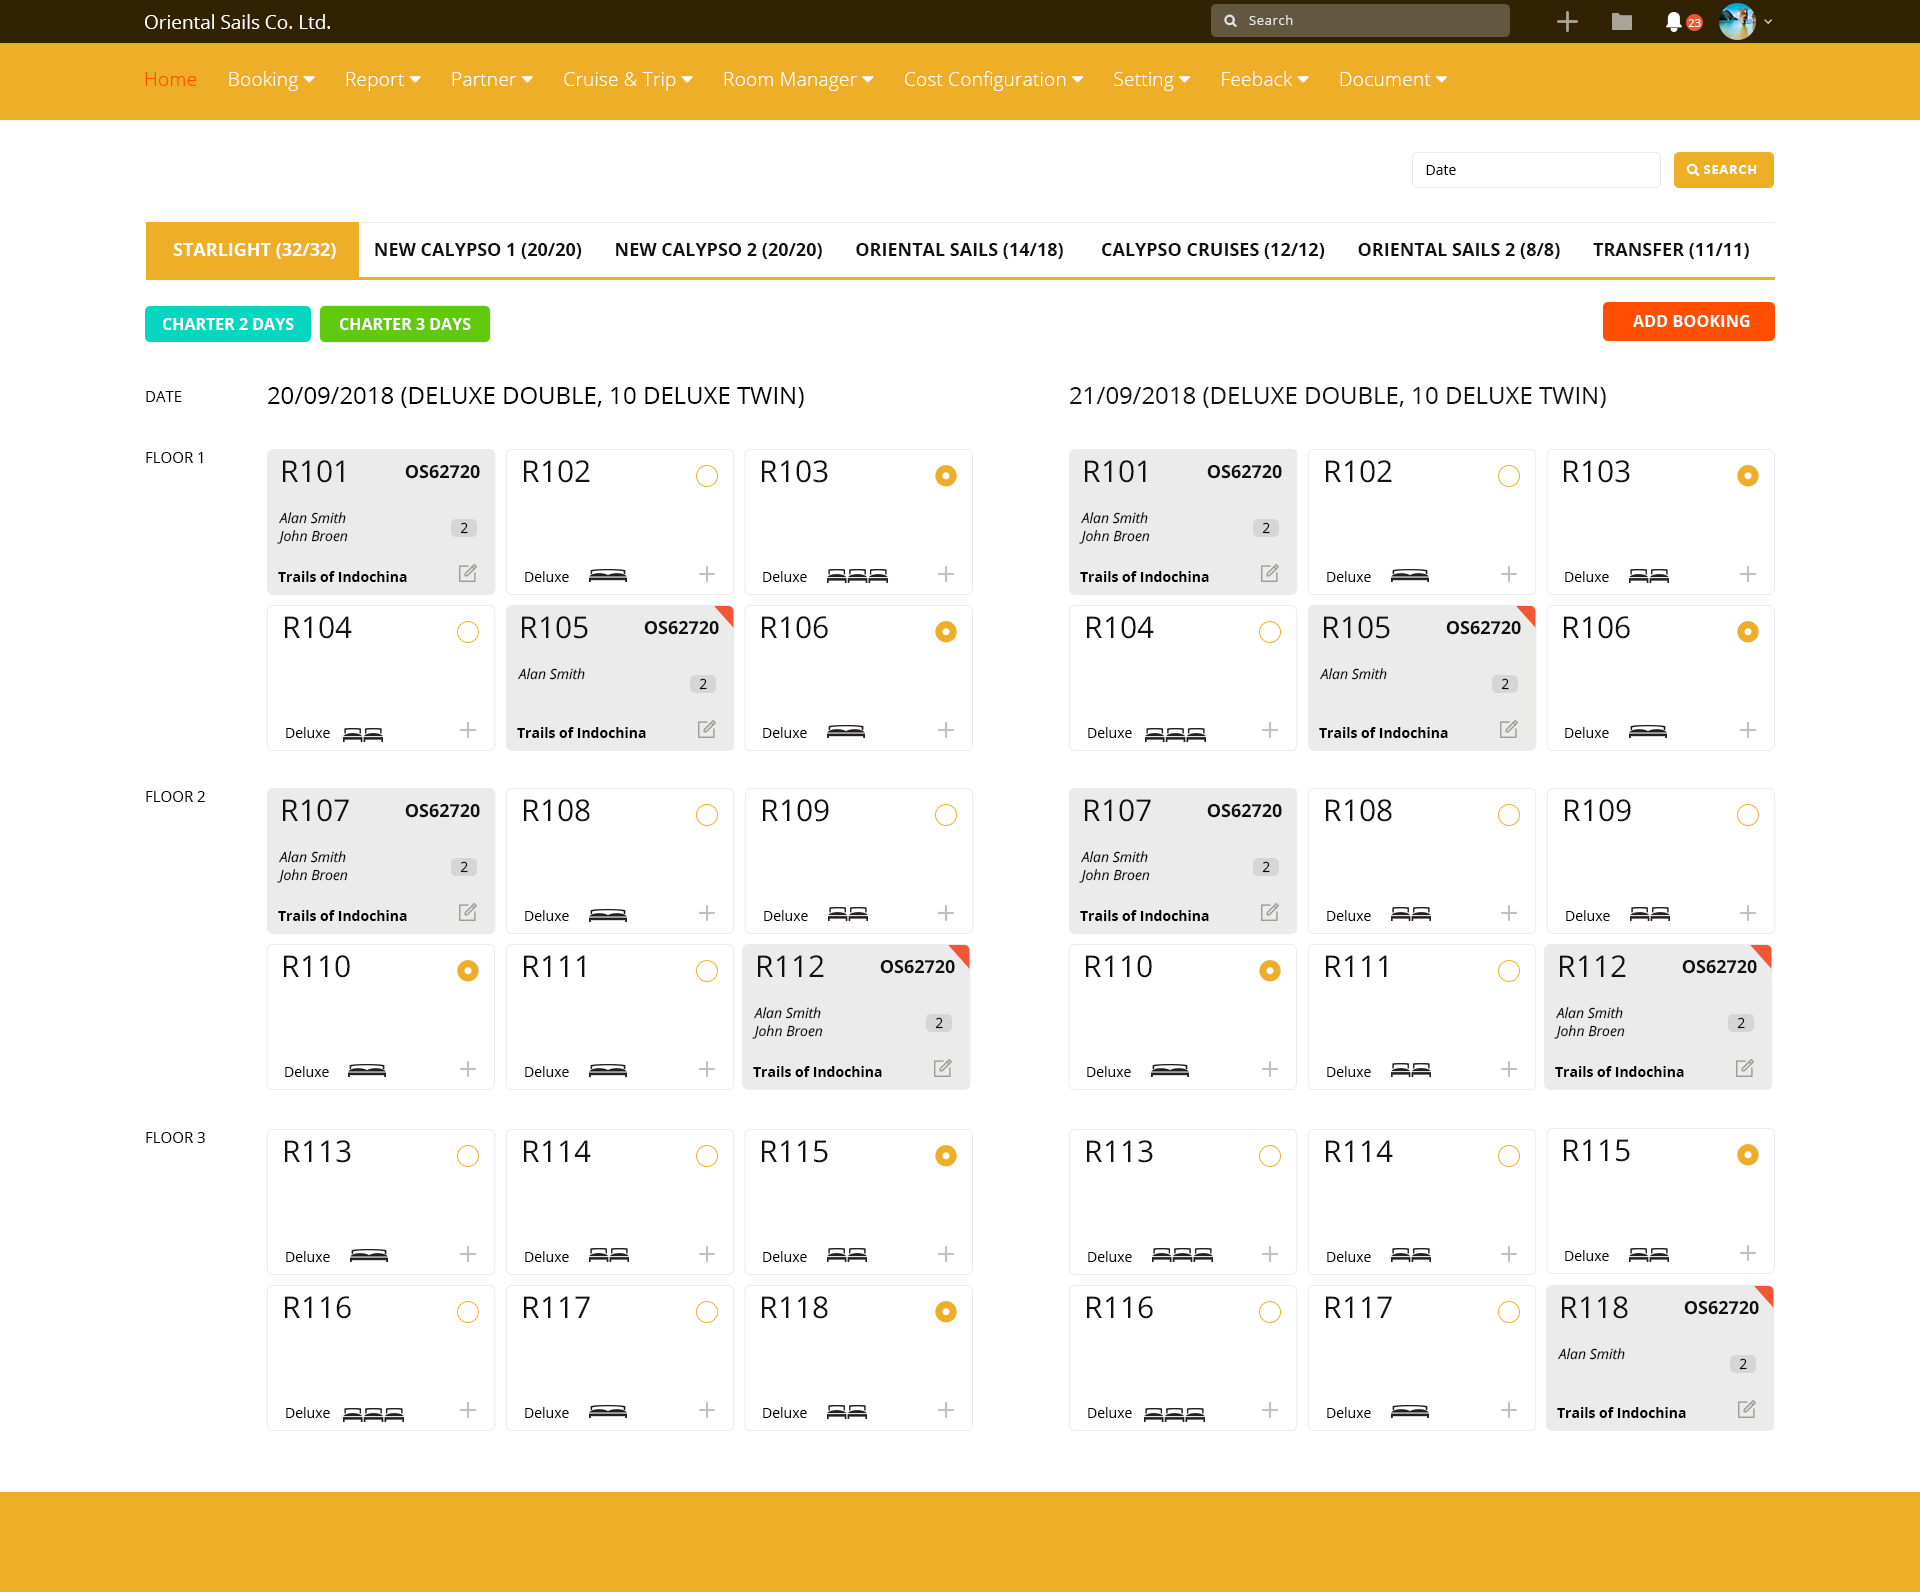 Oriental Sails Co. Ltd.
Search
23
Home Booking Report Partner Cruise & Trip Room Manager Cost Configuration Setting Feeback Document
Date
SEARCH
STARLIGHT (32/32) NEW CALYPSO 1 (20/20) NEW CALYPSO 2 (20/20) ORIENTAL SAILS (14/18) CALYPSO CRUISES (12/12) ORIENTAL SAILS 2 (8/8) TRANSFER (11/11)
CHARTER 2 DAYS CHARTER 3 DAYS ADD BOOKING
DATE 20/09/2018 (DELUXE DOUBLE, 10 DELUXE TWIN) 21/09/2018 (DELUXE DOUBLE, 10 DELUXE TWIN)
FLOOR 1
R101 OS62720 R102 R103 R101 OS62720 R102 R103
Alan Smith Alan Smith
John Broen 2 John Broen 2
Trails of Indochina Deluxe Deluxe Trails of Indochina Deluxe Deluxe
R104 R105 OS62720 R106 R104 R105 OS62720 R106
Alan Smith 2 Alan Smith 2
Deluxe Trails of Indochina Deluxe Deluxe Trails of Indochina Deluxe
FLOOR 2
R107 OS62720 R108 R109 R107 OS62720 R108 R109
Alan Smith Alan Smith
John Broen 2 John Broen 2
Trails of Indochina Deluxe Deluxe Trails of Indochina Deluxe Deluxe
R110 R111 R112 OS62720 R110 R111 R112 OS62720
Alan Smith Alan Smith
John Broen 2 John Broen 2
Deluxe Deluxe Trails of Indochina Deluxe Deluxe Trails of Indochina
FLOOR 3
R113 R114 R115 R113 R114 R115
Deluxe Deluxe Deluxe Deluxe Deluxe Deluxe
R116 R117 R118 R116 R117 R118 OS62720
Alan Smith 2
Deluxe Deluxe Deluxe Deluxe Deluxe Trails of Indochina